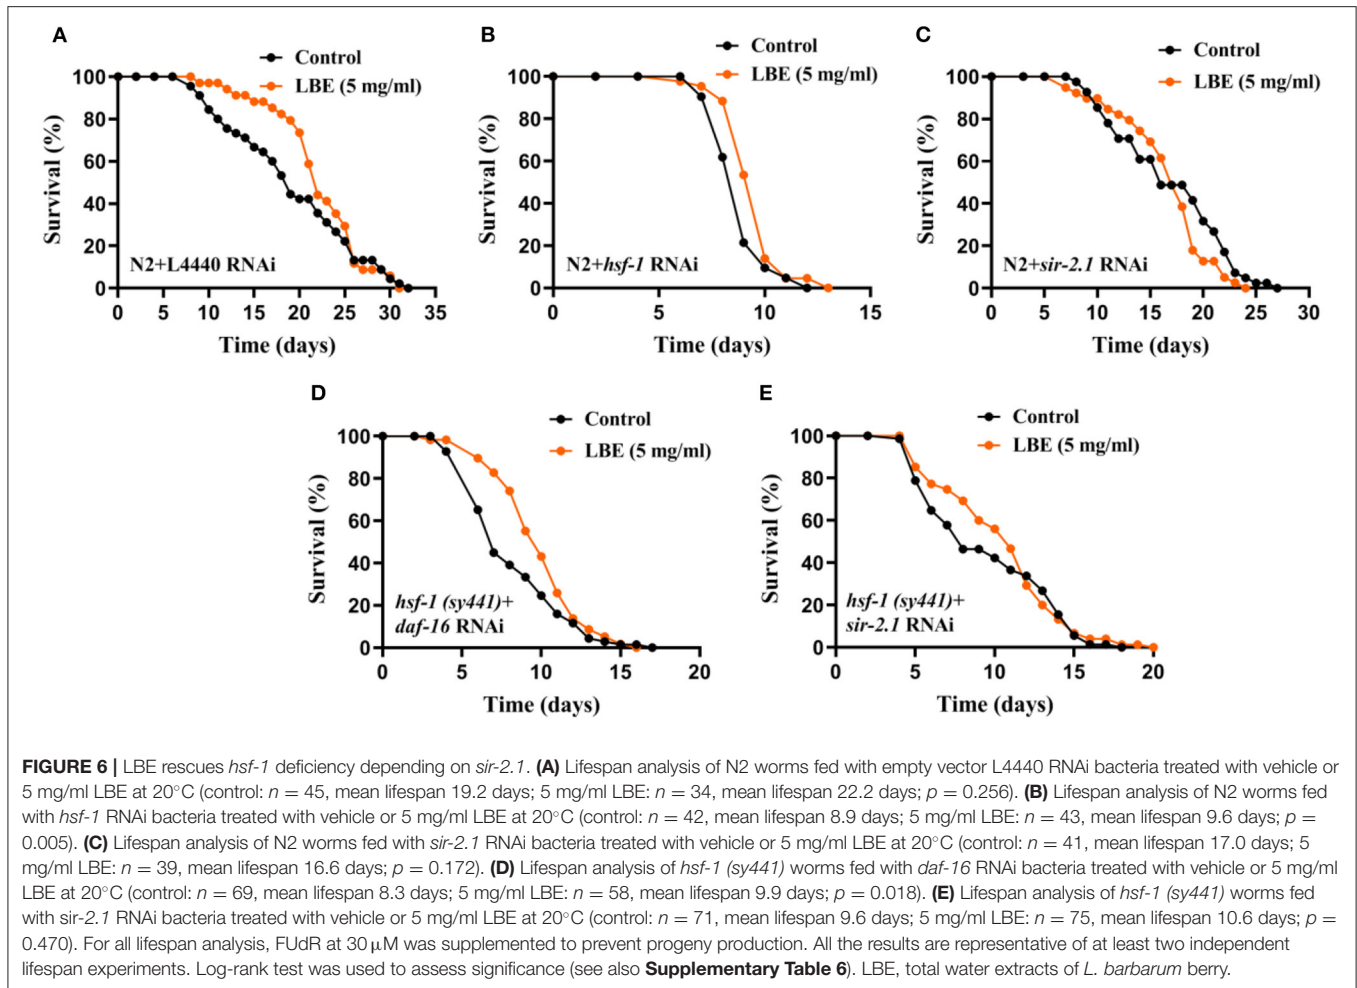 A
Control
LBE (5 mg/ml)
Survival (%)
100
80
60
40
20
0
N2+L4440 RNAi
0 5 10 15 20 25 30 35
Time (days)
B
Control
LBE (5 mg/ml)
Survival (%)
100
80
60
40
20
0
N2+hsf-1 RNAi
0 5 10 15
Time (days)
C
Control
LBE (5 mg/ml)
Survival (%)
100
80
60
40
20
0
N2+sir-2.1 RNAi
0 5 10 15 20 25 30
Time (days)
D
Control
LBE (5 mg/ml)
Survival (%)
100
80
60
40
20
0
hsf-1 (sy441)+
daf-16 RNAi
0 5 10 15 20
Time (days)
E
Control
LBE (5 mg/ml)
Survival (%)
100
80
60
40
20
0
hsf-1 (sy441)+
sir-2.1 RNAi
0 5 10 15 20
Time (days)
FIGURE 6 | LBE rescues hsf-1 deficiency depending on sir-2.1. (A) Lifespan analysis of N2 worms fed with empty vector L4440 RNAi bacteria treated with vehicle or
5 mg/ml LBE at 20°C (control: n = 45, mean lifespan 19.2 days; 5 mg/ml LBE: n = 34, mean lifespan 22.2 days; p = 0.256). (B) Lifespan analysis of N2 worms fed
with hsf-1 RNAi bacteria treated with vehicle or 5 mg/ml LBE at 20°C (control: n = 42, mean lifespan 8.9 days; 5 mg/ml LBE: n = 43, mean lifespan 9.6 days; p =
0.005). (C) Lifespan analysis of N2 worms fed with sir-2.1 RNAi bacteria treated with vehicle or 5 mg/ml LBE at 20°C (control: n = 41, mean lifespan 17.0 days; 5
mg/ml LBE: n = 39, mean lifespan 16.6 days; p = 0.172). (D) Lifespan analysis of hsf-1 (sy441) worms fed with daf-16 RNAi bacteria treated with vehicle or 5 mg/ml
LBE at 20°C (control: n = 69, mean lifespan 8.3 days; 5 mg/ml LBE: n = 58, mean lifespan 9.9 days; p = 0.018). (E) Lifespan analysis of hsf-1 (sy441) worms fed
with sir-2.1 RNAi bacteria treated with vehicle or 5 mg/ml LBE at 20°C (control: n = 71, mean lifespan 9.6 days; 5 mg/ml LBE: n = 75, mean lifespan 10.6 days; p =
0.470). For all lifespan analysis, FUdR at 30 μM was supplemented to prevent progeny production. All the results are representative of at least two independent
lifespan experiments. Log-rank test was used to assess significance (see also Supplementary Table 6). LBE, total water extracts of L. barbarum berry.